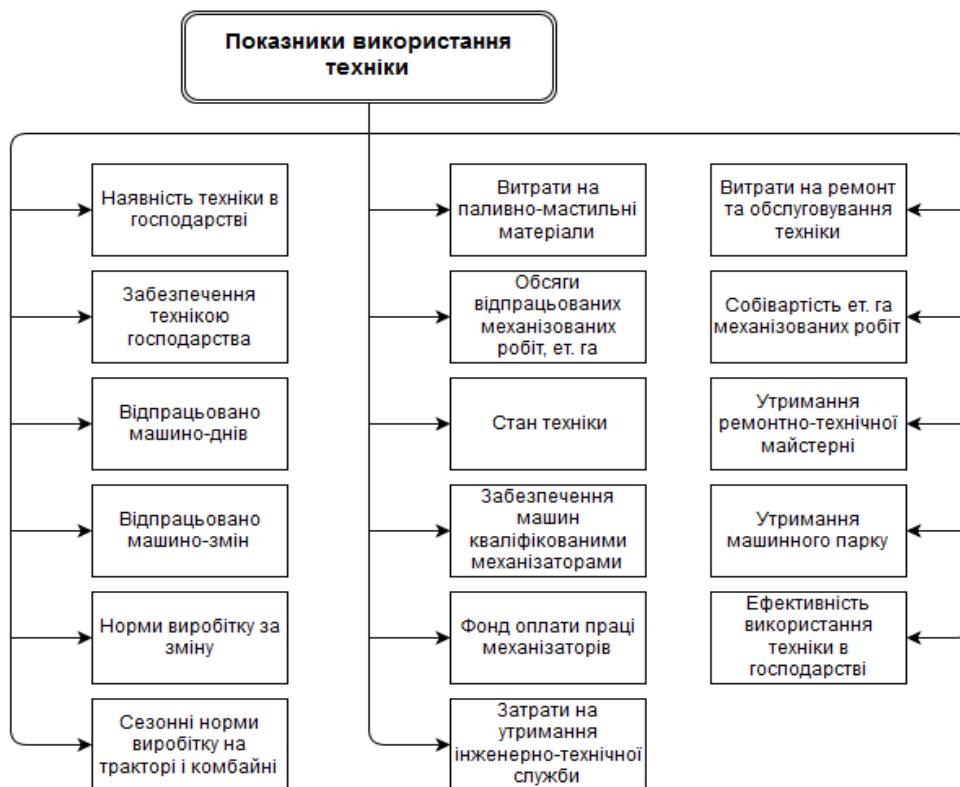 Показники використання
техніки
Наявність техніки в
господарстві
Забезпечення
технікою
господарства
Відпрацьовано
машино-днів
Відпрацьовано
машино-змін
Норми виробітку за
зміну
Сезонні норми
виробітку на
тракторі і комбайні
Витрати на
паливно-мастильні
матеріали
Обсяги
відпрацьованих
механізованих
робіт, ет. га
Стан техніки
Забезпечення
машин
кваліфікованими
механізаторами
Фонд оплати праці
механізаторів
Затрати на
утримання
інженерно-технічної
служби
Витрати на ремонт
та обслуговування
техніки
Собівартість ет. га
механізованих робіт
Утримання
ремонтно-технічної
майстерні
Утримання
машинного парку
Ефективність
використання
техніки в
господарстві